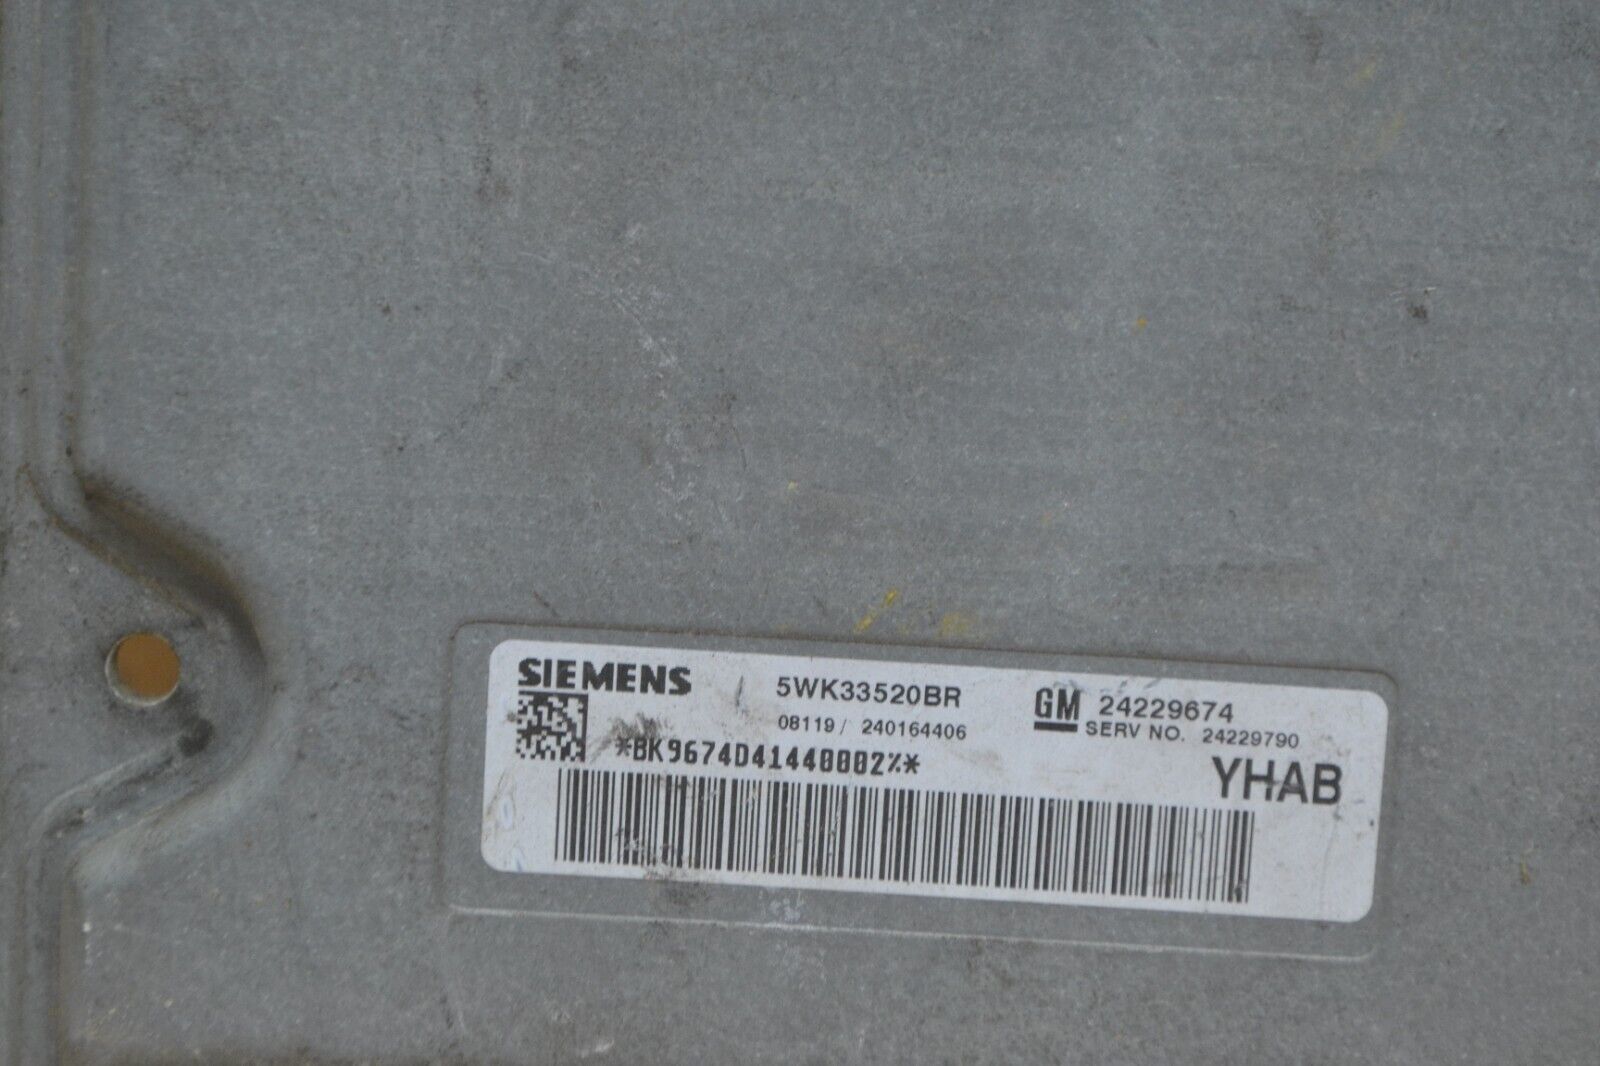 SIEMENS 5WK33520BR GM 24229674
08119 / 240164406 SERV NO. 24229790
*BK9674D41440002%*
YHAB